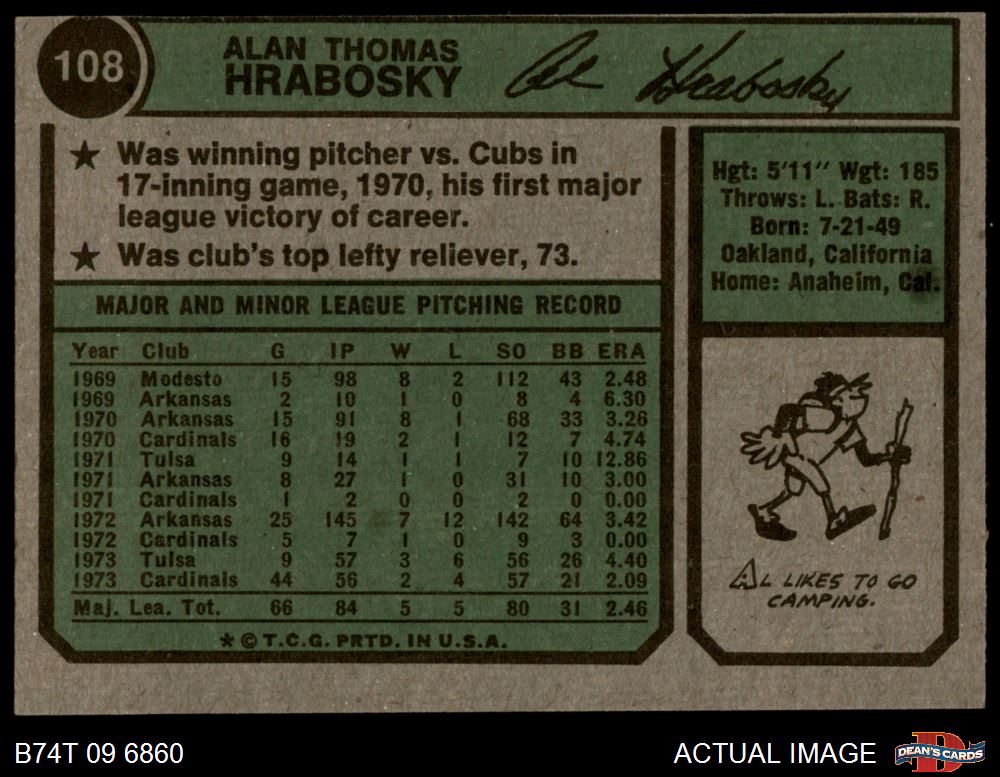 108
ALAN THOMAS
HRABOSKY
Al Hrabosky
★ Was winning pitcher vs. Cubs in
17-inning game, 1970, his first major
league victory of career.
★ Was club's top lefty reliever, 73.
MAJOR AND MINOR LEAGUE PITCHING RECORD
Year Club G IP W L SO BB ERA
1969 Modesto 15 98 8 2 112 43 2.48
1969 Arkansas 2 10 1 0 8 4 6.30
1970 Arkansas 15 91 8 1 68 33 3.26
1970 Cardinals 16 19 2 1 12 7 4.74
1971 Tulsa 9 14 1 1 7 10 12.86
1971 Arkansas 8 27 1 0 31 10 3.00
1971 Cardinals 1 2 0 0 2 0 0.00
1972 Arkansas 25 145 7 12 142 64 3.42
1972 Cardinals 5 7 1 0 9 3 0.00
1973 Tulsa 9 57 3 6 56 26 4.40
1973 Cardinals 44 56 2 4 57 21 2.09
Maj. Lea. Tot. 66 84 5 5 80 31 2.46
★ © T.C.G. PRTD. IN U.S.A.
Hgt: 5'11" Wgt: 185
Throws: L. Bats: R.
Born: 7-21-49
Oakland, California
Home: Anaheim, Cal.
AL LIKES TO GO
CAMPING.
B74T 09 6860
ACTUAL IMAGE
D
DEAN'S CARDS